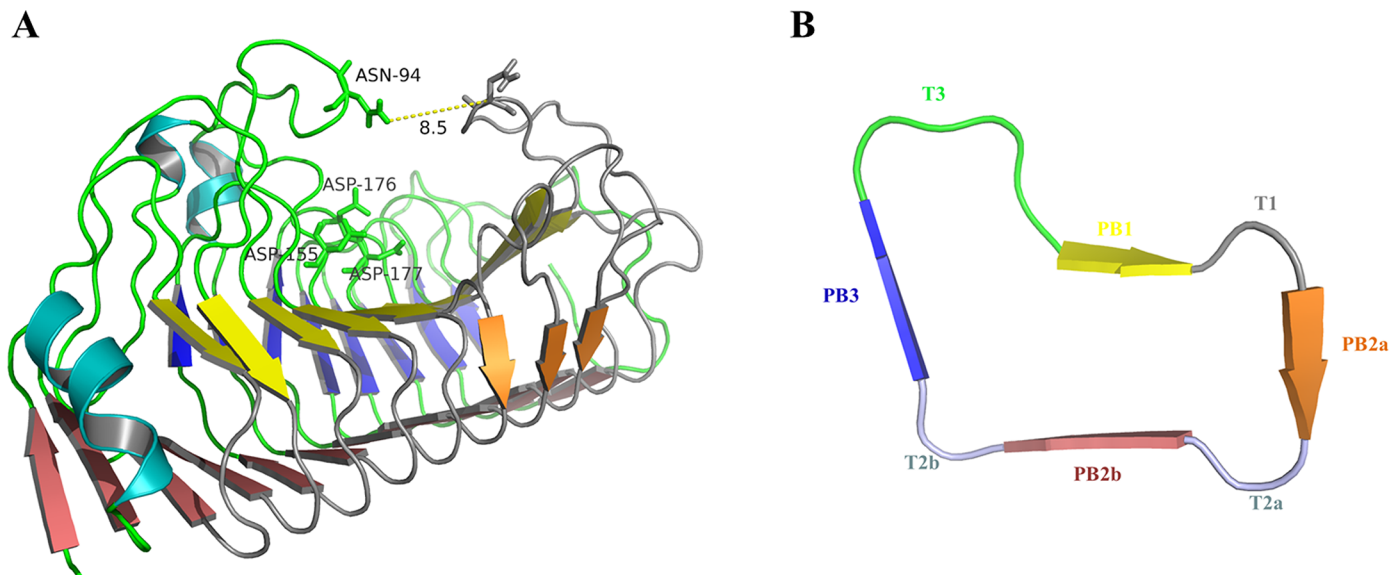 A
ASN-94
8.5
ASP-176
ASP-155
ASP-177
B
T3
PB1
T1
PB3
PB2a
T2b
PB2b
T2a